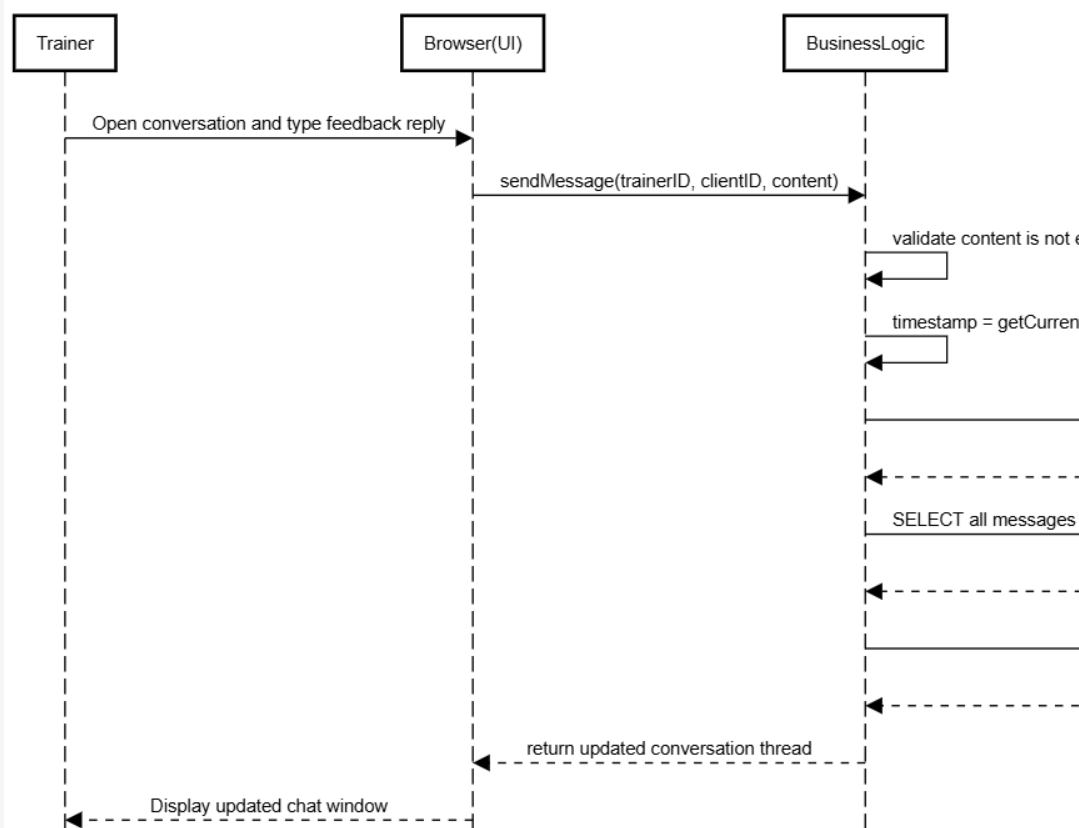 Trainer
Browser(UI)
BusinessLogic
Open conversation and type feedback reply
sendMessage(trainerID, clientID, content)
validate content is not
timestamp = getCurren
SELECT all messages
return updated conversation thread
Display updated chat window